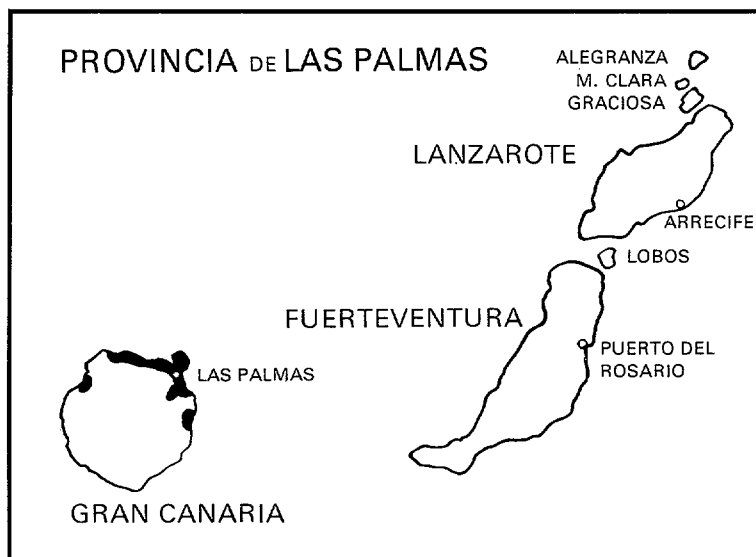 PROVINCIA DE LAS PALMAS
ALEGRANZA
M. CLARA
GRACIOSA
LANZAROTE
ARRECIFE
LOBOS
FUERTEVENTURA
PUERTO DEL
ROSARIO
LAS PALMAS
GRAN CANARIA